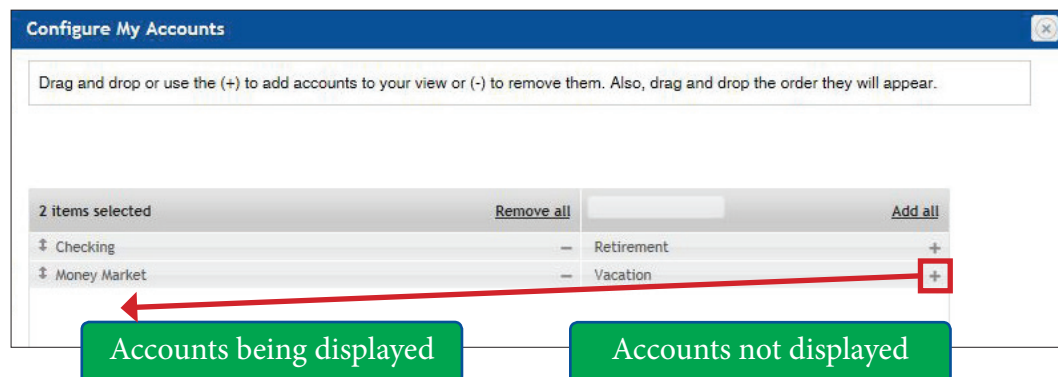 Configure My Accounts
Drag and drop or use the (+) to add accounts to your view or (-) to remove them. Also, drag and drop the order they will appear.
2 items selected Remove all Add all
Checking − Retirement +
Money Market − Vacation +
Accounts being displayed Accounts not displayed